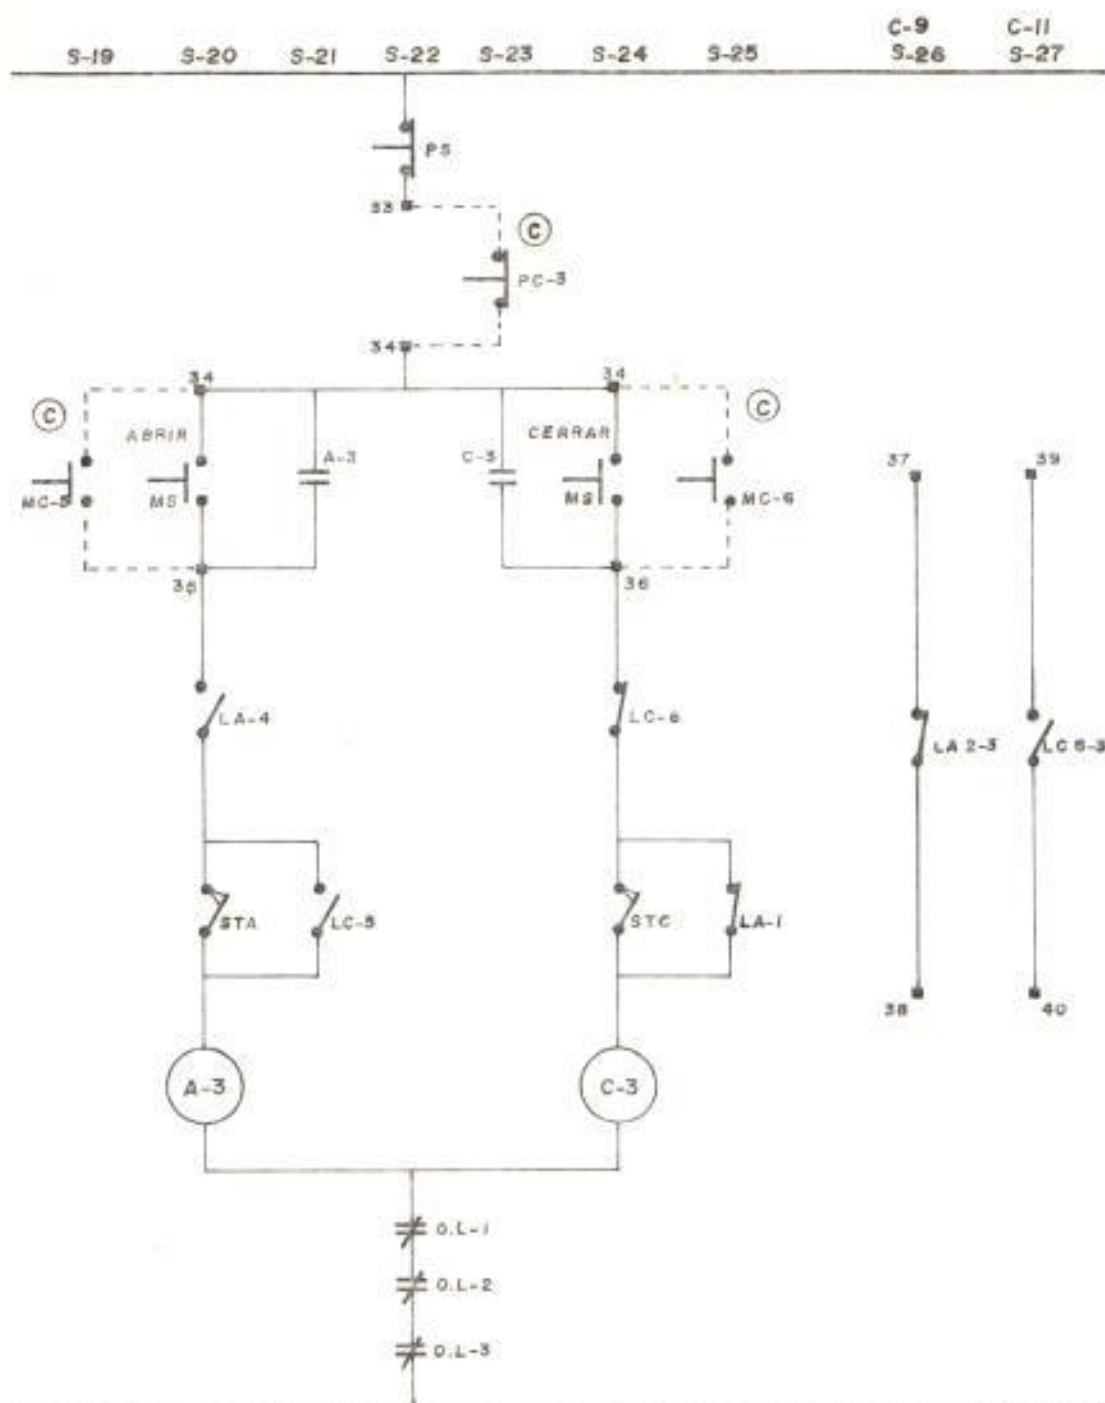 C-9 C-11
S-19 S-20 S-21 S-22 S-23 S-24 S-25 S-26 S-27
PS
33
C
PC-3
34
34 34
C C
ABRIR CERRAR
A-3 C-3
37 39
MC-5 MS MS MC-6
35 36
LA-4 LC-6
LA 2-3 LC 6-3
STA LC-5 STC LA-1
38 40
A-3 C-3
O.L-1
O.L-2
O.L-3